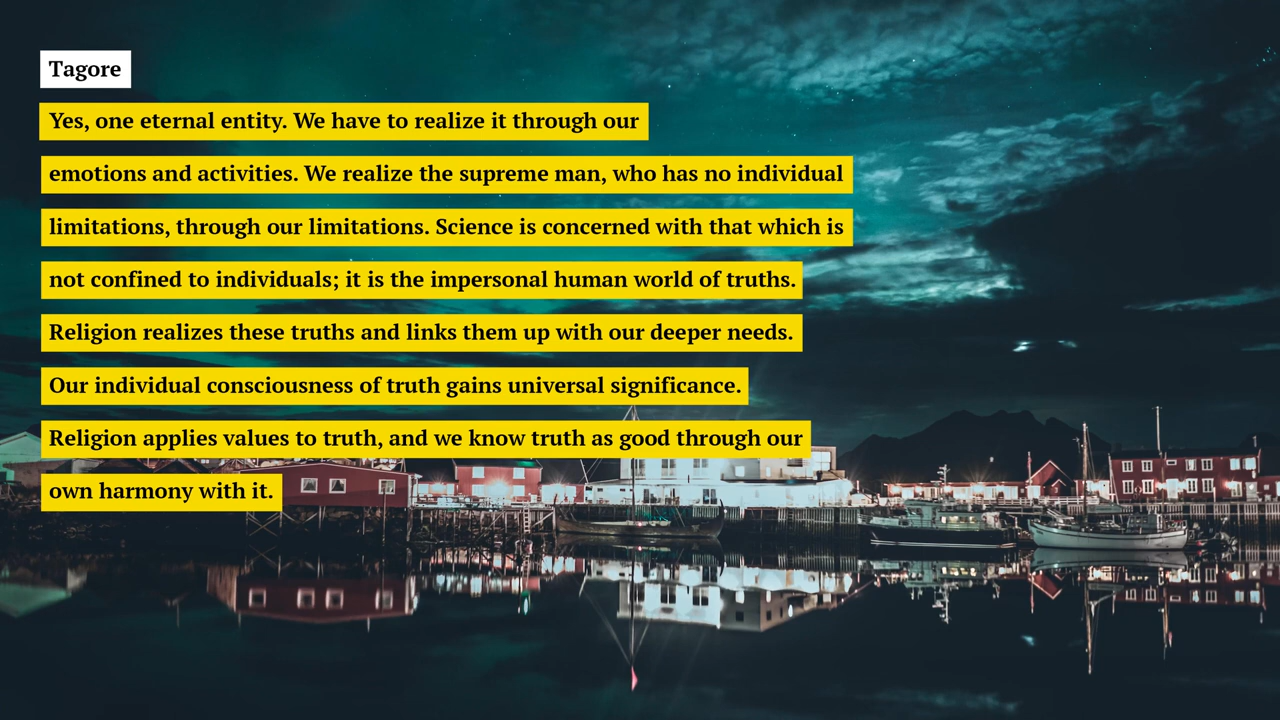 Tagore
Yes, one eternal entity. We have to realize it through our
emotions and activities. We realize the supreme man, who has no individual
limitations, through our limitations. Science is concerned with that which is
not confined to individuals; it is the impersonal human world of truths.
Religion realizes these truths and links them up with our deeper needs.
Our individual consciousness of truth gains universal significance.
Religion applies values to truth, and we know truth as good through our
own harmony with it.